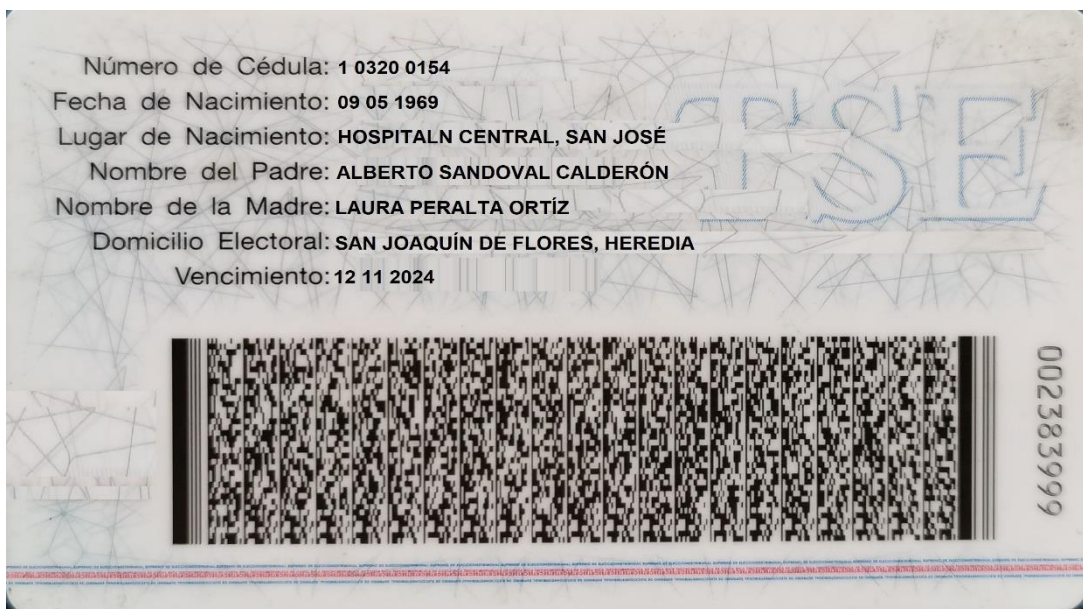 Número de Cédula: 1 0320 0154
Fecha de Nacimiento: 09 05 1969
Lugar de Nacimiento: HOSPITALN CENTRAL, SAN JOSÉ
Nombre del Padre: ALBERTO SANDOVAL CALDERÓN
Nombre de la Madre: LAURA PERALTA ORTÍZ
Domicilio Electoral: SAN JOAQUÍN DE FLORES, HEREDIA
Vencimiento: 12 11 2024
TSE
002383999